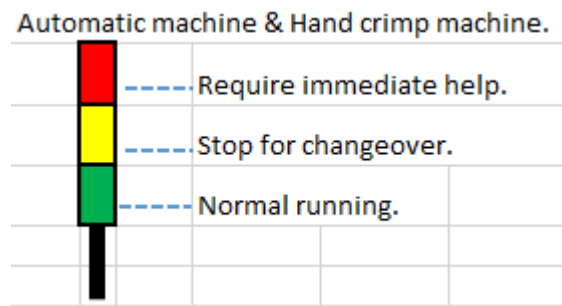 Automatic machine & Hand crimp machine.
Require immediate help.
Stop for changeover.
Normal running.